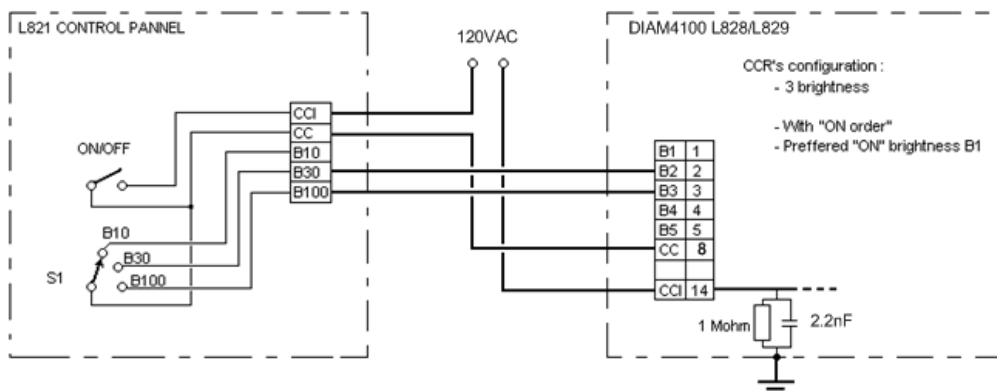 L821 CONTROL PANNEL
120VAC
DIAM4100 L828/L829
CCR's configuration :
- 3 brightness
- With "ON order"
- Preffered "ON" brightness B1
CCI
CC
B10
B30
B100
ON/OFF
B10
B30
B100
S1
B1 1
B2 2
B3 3
B4 4
B5 5
CC 8
CCI 14
1 Mohm
2.2nF